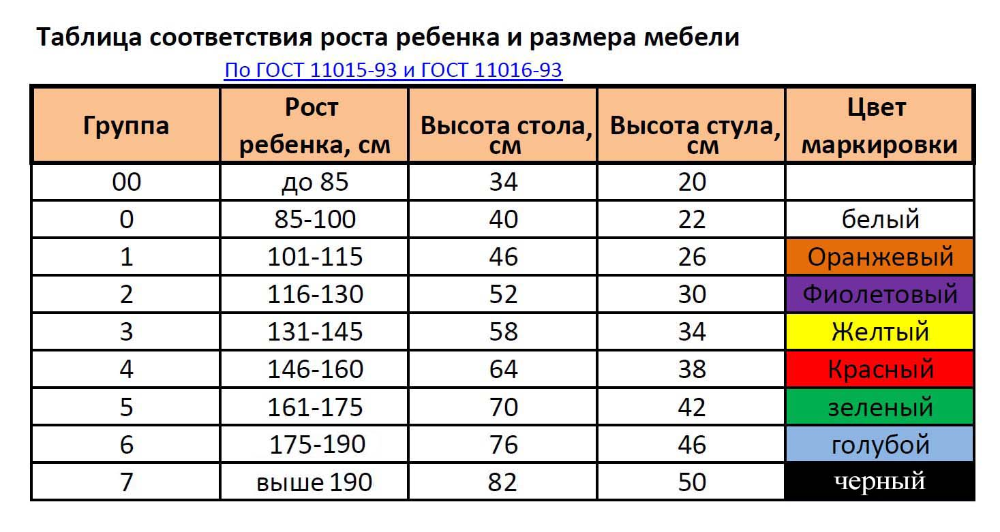 Таблица соответствия роста ребенка и размера мебели
По ГОСТ 11015-93 и ГОСТ 11016-93
Группа Рост ребенка, см Высота стола, см Высота стула, см Цвет маркировки
00 до 85 34 20
0 85-100 40 22 белый
1 101-115 46 26 Оранжевый
2 116-130 52 30 Фиолетовый
3 131-145 58 34 Желтый
4 146-160 64 38 Красный
5 161-175 70 42 зеленый
6 175-190 76 46 голубой
7 выше 190 82 50 черный